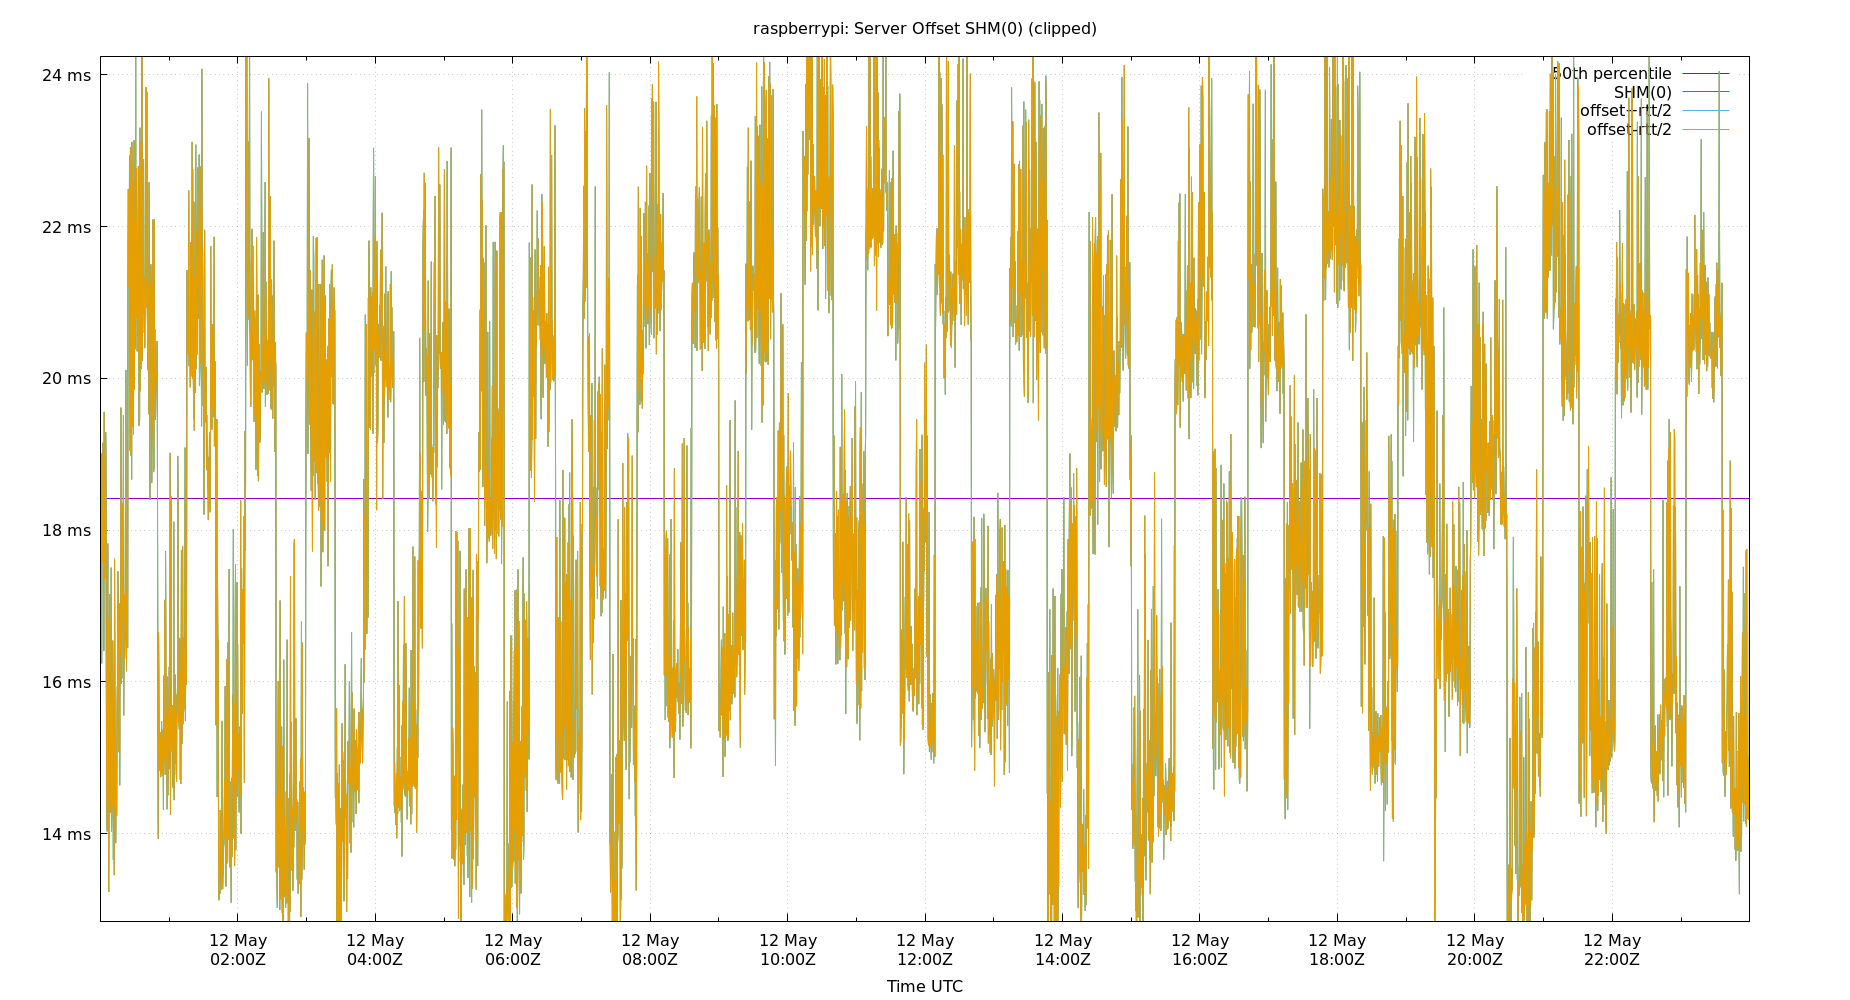 raspberrypi: Server Offset SHM(0) (clipped)
24 ms
22 ms
20 ms
18 ms
16 ms
14 ms
50th percentile
SHM(0)
offset+rtt/2
offset-rtt/2
12 May 02:00Z
12 May 04:00Z
12 May 06:00Z
12 May 08:00Z
12 May 10:00Z
12 May 12:00Z
12 May 14:00Z
12 May 16:00Z
12 May 18:00Z
12 May 20:00Z
12 May 22:00Z
Time UTC